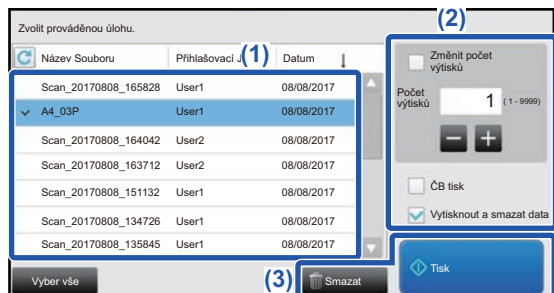 Zvolit prováděnou úlohu.
(2)
Název Souboru Přihlašovací J (1) Datum
Scan_20170808_165828 User1 08/08/2017
A4_03P User1 08/08/2017
Scan_20170808_164042 User2 08/08/2017
Scan_20170808_163712 User2 08/08/2017
Scan_20170808_151132 User1 08/08/2017
Scan_20170808_134726 User1 08/08/2017
Scan_20170808_135845 User1 08/08/2017
Změnit počet
výtisků
Počet
výtisků 1 ( 1 - 9999)
ČB tisk
Vytisknout a smazat data
Vyber vše
(3) Smazat
Tisk